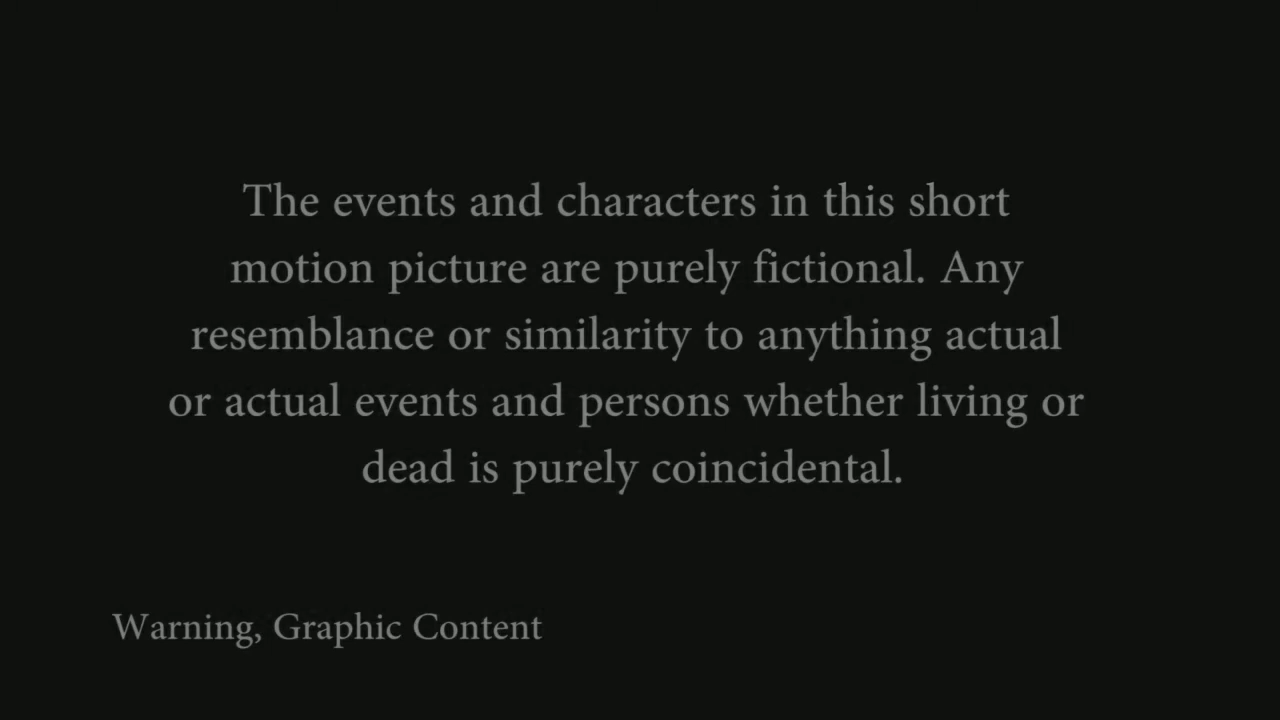 The events and characters in this short
motion picture are purely fictional. Any
resemblance or similarity to anything actual
or actual events and persons whether living or
dead is purely coincidental.
Warning, Graphic Content